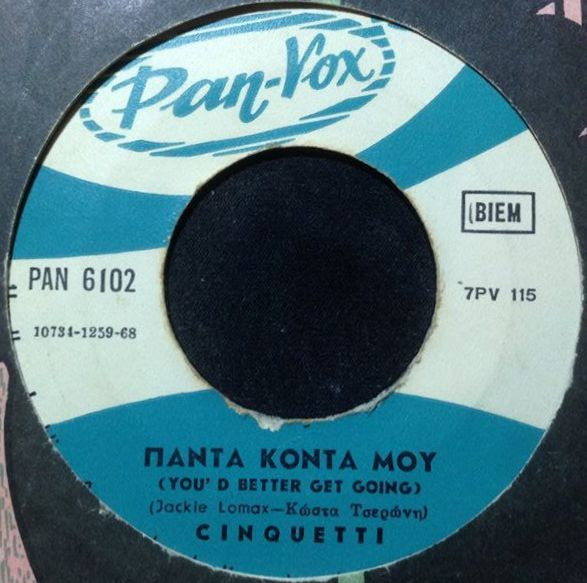 Pan-Vox
BIEM
PAN 6102
7PV 115
10734-1259-68
ΠΑΝΤΑ ΚΟΝΤΑ ΜΟΥ
(YOU'D BETTER GET GOING)
(Jackie Lomax—Κώστα Τσερώνη)
CINQUETTI